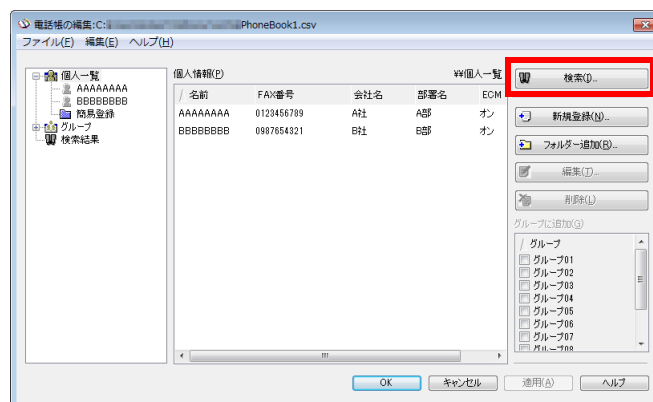 電話帳の編集:C: PhoneBook1.csv
ファイル(F) 編集(E) ヘルプ(H)
個人一覧
AAAAAAAA
BBBBBBBB
簡易登録
グループ
検索結果
個人情報(P) ¥¥個人一覧
/ 名前 FAX番号 会社名 部署名 ECM
AAAAAAAA 0123456789 A社 A部 オン
BBBBBBBB 0987654321 B社 B部 オン
検索(I)...
新規登録(N)...
フォルダー追加(R)...
編集(T)...
削除(L)
グループに追加(G)
/ グループ
グループ01
グループ02
グループ03
グループ04
グループ05
グループ06
グループ07
グループ08
OK キャンセル 適用(A) ヘルプ